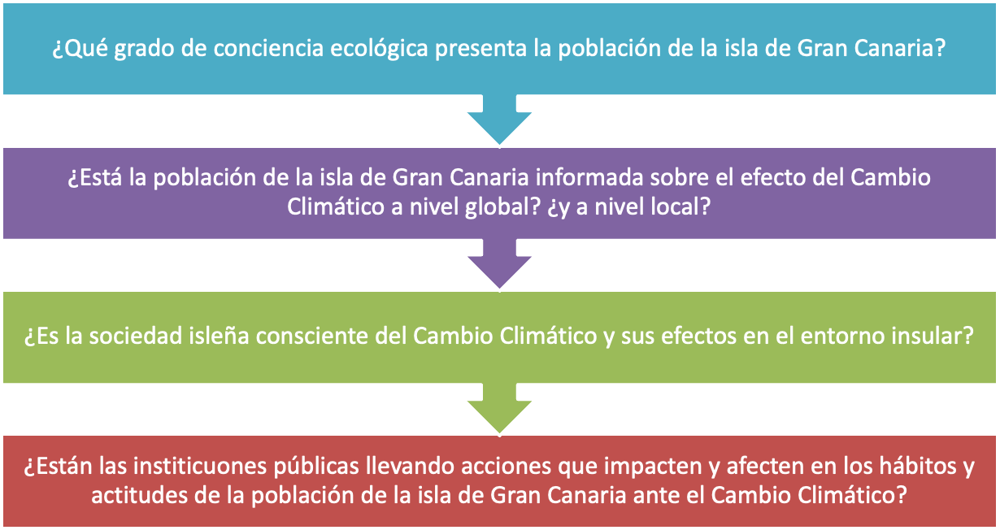 ¿Qué grado de conciencia ecológica presenta la población de la isla de Gran Canaria?
¿Está la población de la isla de Gran Canaria informada sobre el efecto del Cambio
Climático a nivel global? ¿y a nivel local?
¿Es la sociedad isleña consciente del Cambio Climático y sus efectos en el entorno insular?
¿Están las institicuones públicas llevando acciones que impacten y afecten en los hábitos y
actitudes de la población de la isla de Gran Canaria ante el Cambio Climático?